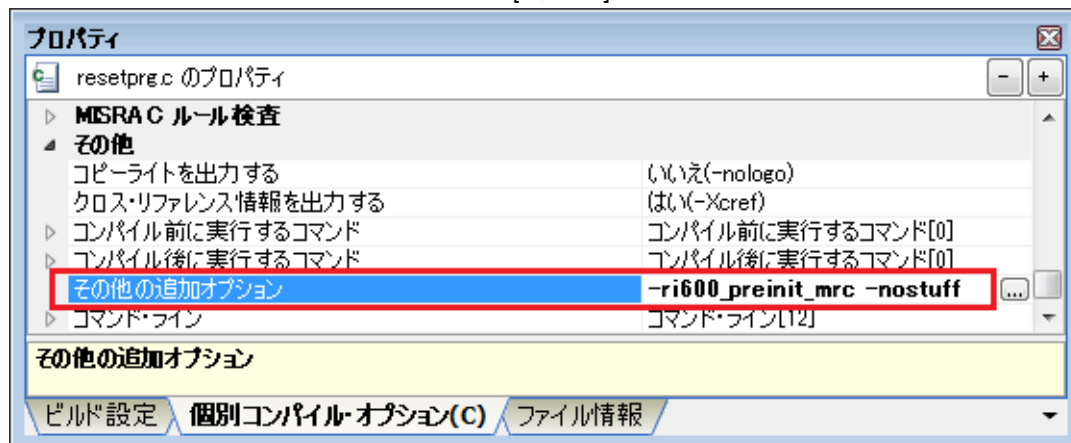 プロパティ
resetprg.c のプロパティ
MISRA C ルール検査
その他
コピーライトを出力する いいえ(-nologo)
クロス・リファレンス情報を出力する はい(-Xcref)
コンパイル前に実行するコマンド コンパイル前に実行するコマンド[0]
コンパイル後に実行するコマンド コンパイル後に実行するコマンド[0]
その他の追加オプション -ri600_preinit_mrc -nostuff ...
コマンド・ライン コマンド・ライン[12]
その他の追加オプション
ビルド設定 個別コンパイル・オプション(C) ファイル情報